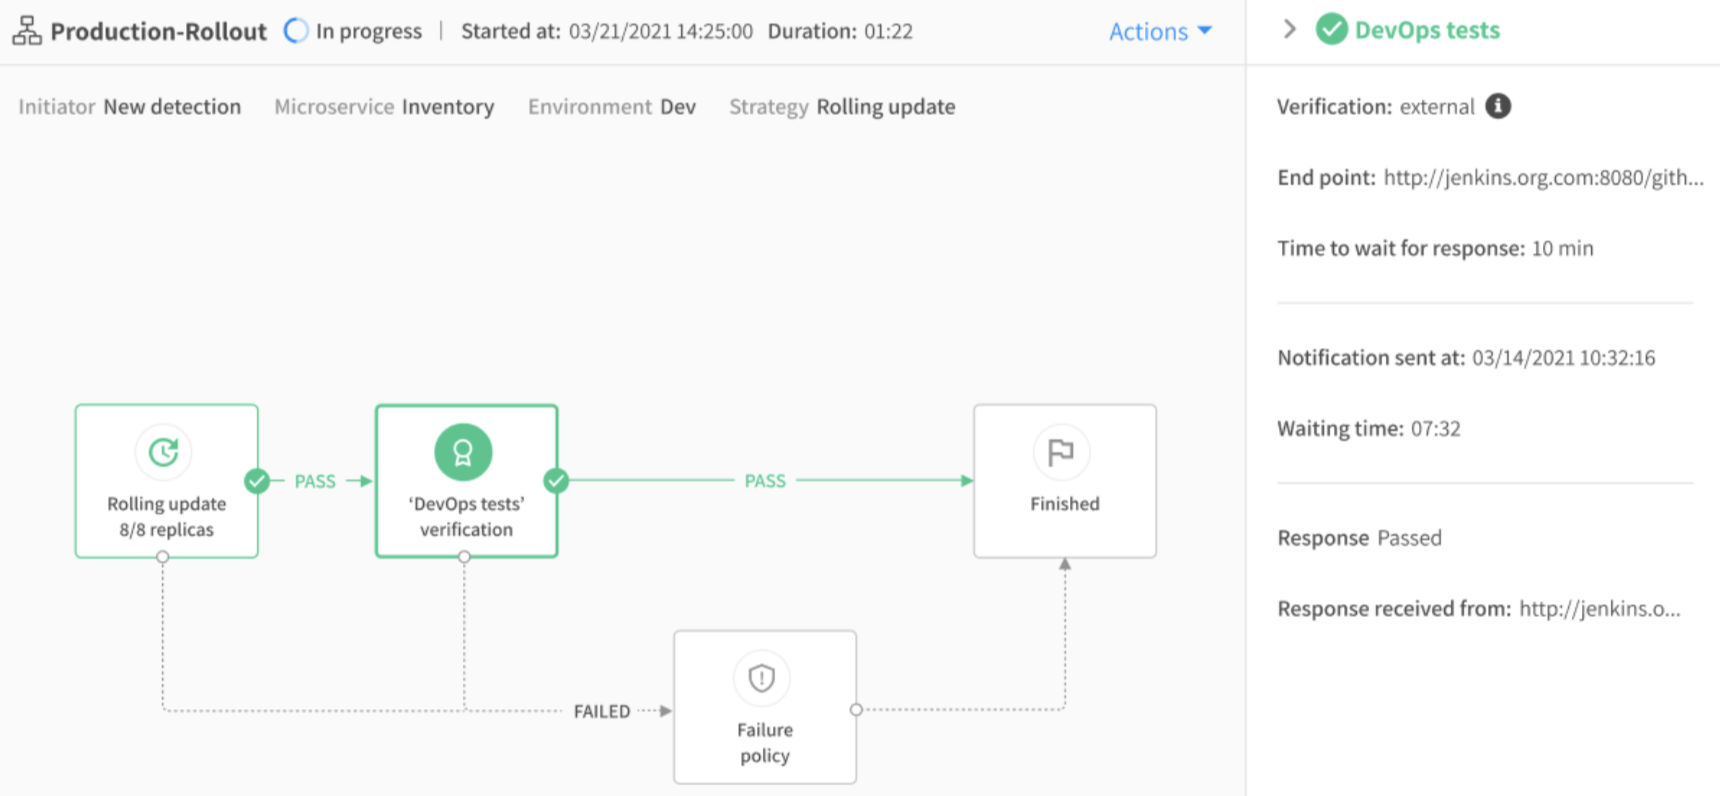 Production-Rollout In progress | Started at: 03/21/2021 14:25:00 Duration: 01:22 Actions
Initiator New detection Microservice Inventory Environment Dev Strategy Rolling update
Rolling update
8/8 replicas
PASS
‘DevOps tests’
verification
PASS
Finished
FAILED
Failure
policy
DevOps tests
Verification: external
End point: http://jenkins.org.com:8080/gith...
Time to wait for response: 10 min
Notification sent at: 03/14/2021 10:32:16
Waiting time: 07:32
Response Passed
Response received from: http://jenkins.o...